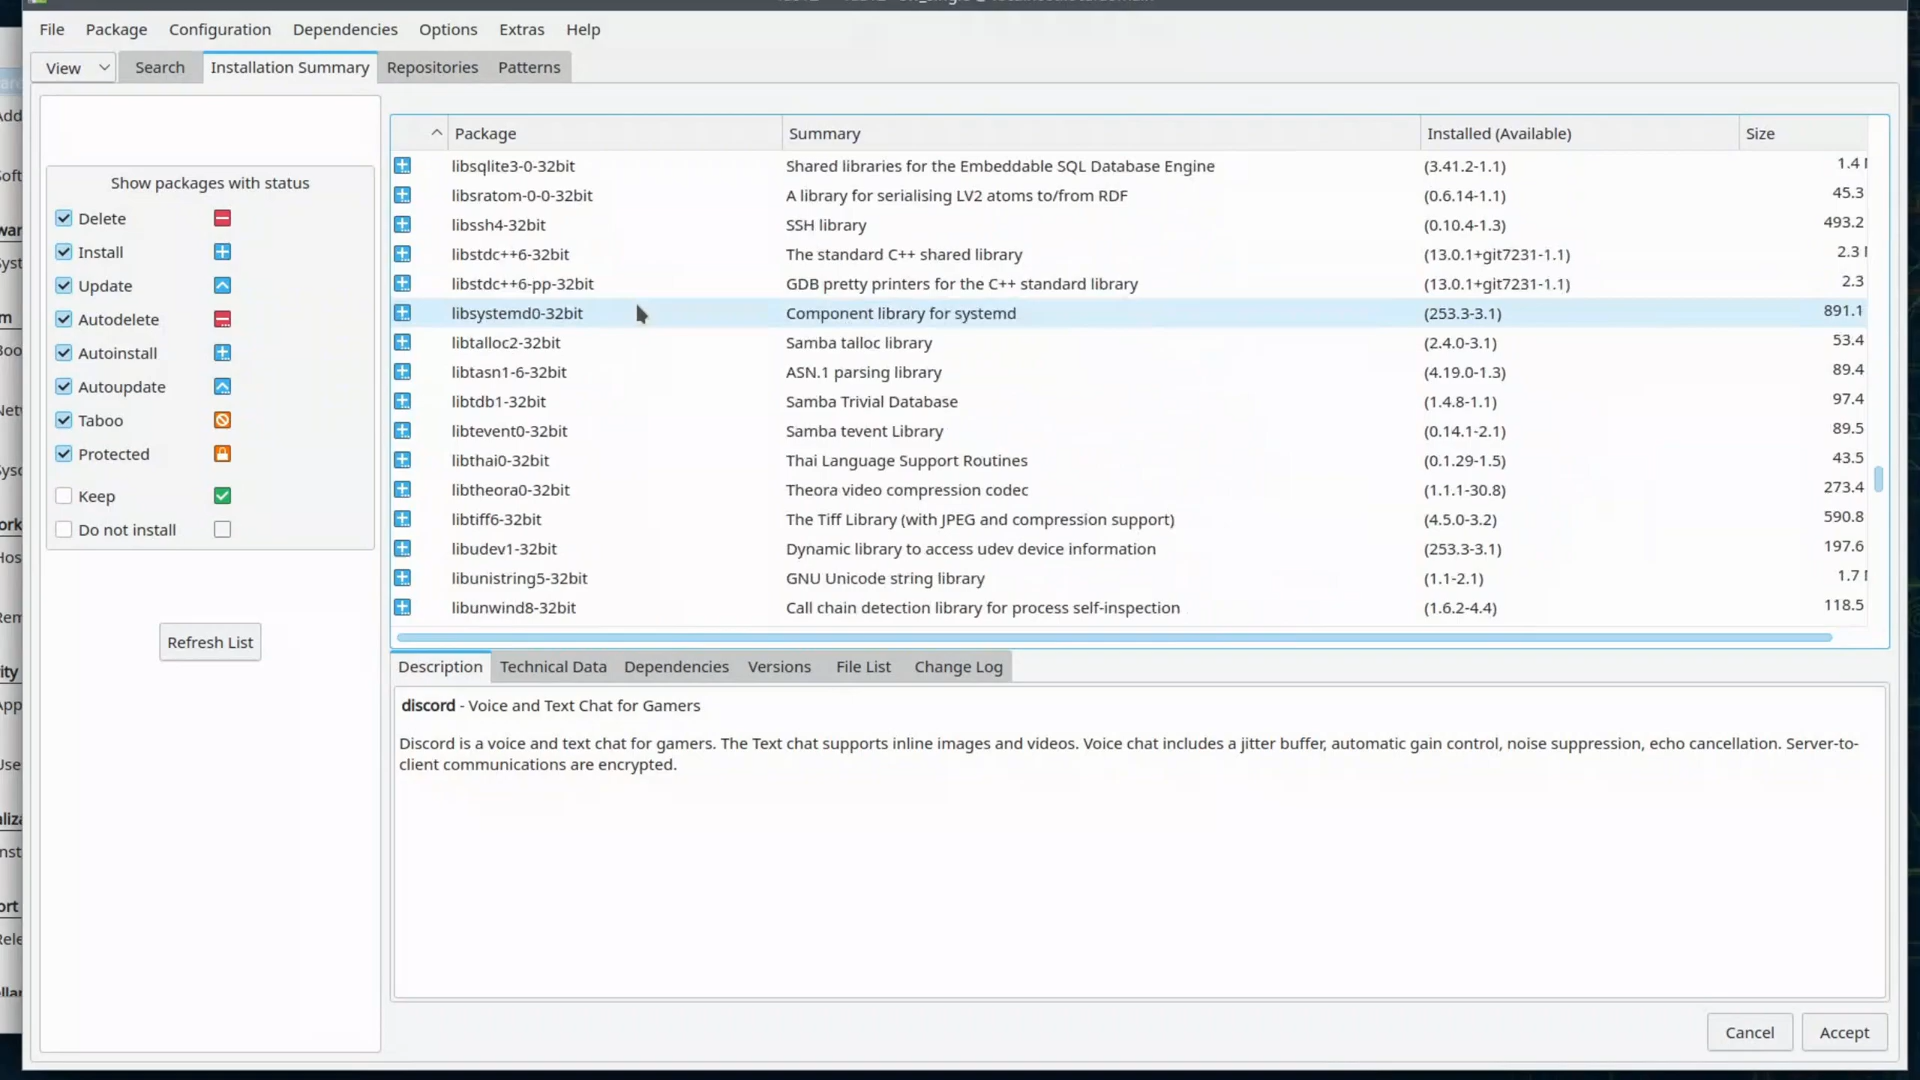 File Package Configuration Dependencies Options Extras Help
View Search Installation Summary Repositories Patterns
Show packages with status
Delete
Install
Update
Autodelete
Autoinstall
Autoupdate
Taboo
Protected
Keep
Do not install
Refresh List
Package Summary Installed (Available) Size
libsqlite3-0-32bit Shared libraries for the Embeddable SQL Database Engine (3.41.2-1.1) 1.4
libsratom-0-0-32bit A library for serialising LV2 atoms to/from RDF (0.6.14-1.1) 45.3
libssh4-32bit SSH library (0.10.4-1.3) 493.2
libstdc++6-32bit The standard C++ shared library (13.0.1+git7231-1.1) 2.3
libstdc++6-pp-32bit GDB pretty printers for the C++ standard library (13.0.1+git7231-1.1) 2.3
libsystemd0-32bit Component library for systemd (253.3-3.1) 891.1
libtalloc2-32bit Samba talloc library (2.4.0-3.1) 53.4
libtasn1-6-32bit ASN.1 parsing library (4.19.0-1.3) 89.4
libtdb1-32bit Samba Trivial Database (1.4.8-1.1) 97.4
libtevent0-32bit Samba tevent Library (0.14.1-2.1) 89.5
libthai0-32bit Thai Language Support Routines (0.1.29-1.5) 43.5
libtheora0-32bit Theora video compression codec (1.1.1-30.8) 273.4
libtiff6-32bit The Tiff Library (with JPEG and compression support) (4.5.0-3.2) 590.8
libudev1-32bit Dynamic library to access udev device information (253.3-3.1) 197.6
libunistring5-32bit GNU Unicode string library (1.1-2.1) 1.7
libunwind8-32bit Call chain detection library for process self-inspection (1.6.2-4.4) 118.5
Description Technical Data Dependencies Versions File List Change Log
discord - Voice and Text Chat for Gamers
Discord is a voice and text chat for gamers. The Text chat supports inline images and videos. Voice chat includes a jitter buffer, automatic gain control, noise suppression, echo cancellation. Server-to-
client communications are encrypted.
Cancel Accept